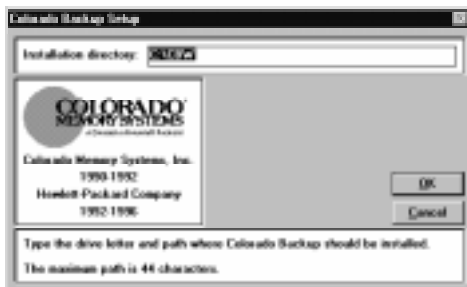 Colorado Backup Setup
Installation directory:
COLORADO
MEMORY SYSTEMS
Colorado Memory Systems, Inc.
1990-1992
Hewlett-Packard Company
1992-1996
OK
Cancel
Type the drive letter and path where Colorado Backup should be installed.
The maximum path is 44 characters.